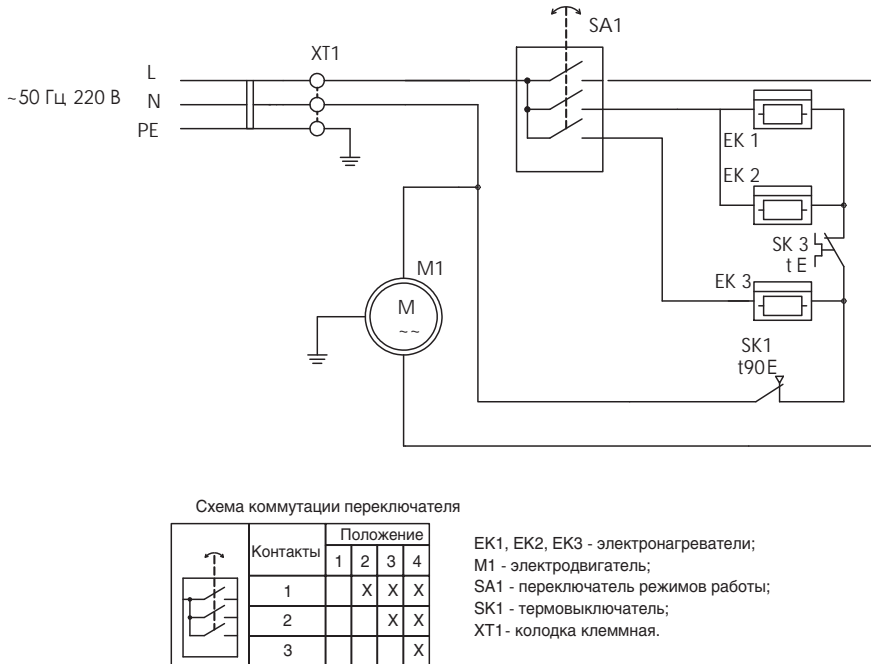 SA1
XT1
L
~50 Гц 220 В
N
PE
EK 1
EK 2
SK 3
t E
M1
EK 3
M
~~
SK1
t90E
Схема коммутации переключателя
Контакты
Положение
1 2 3 4
1 X X X
2 X X
3 X
EK1, EK2, EK3 - электронагреватели;
M1 - электродвигатель;
SA1 - переключатель режимов работы;
SK1 - термовыключатель;
XT1- колодка клеммная.